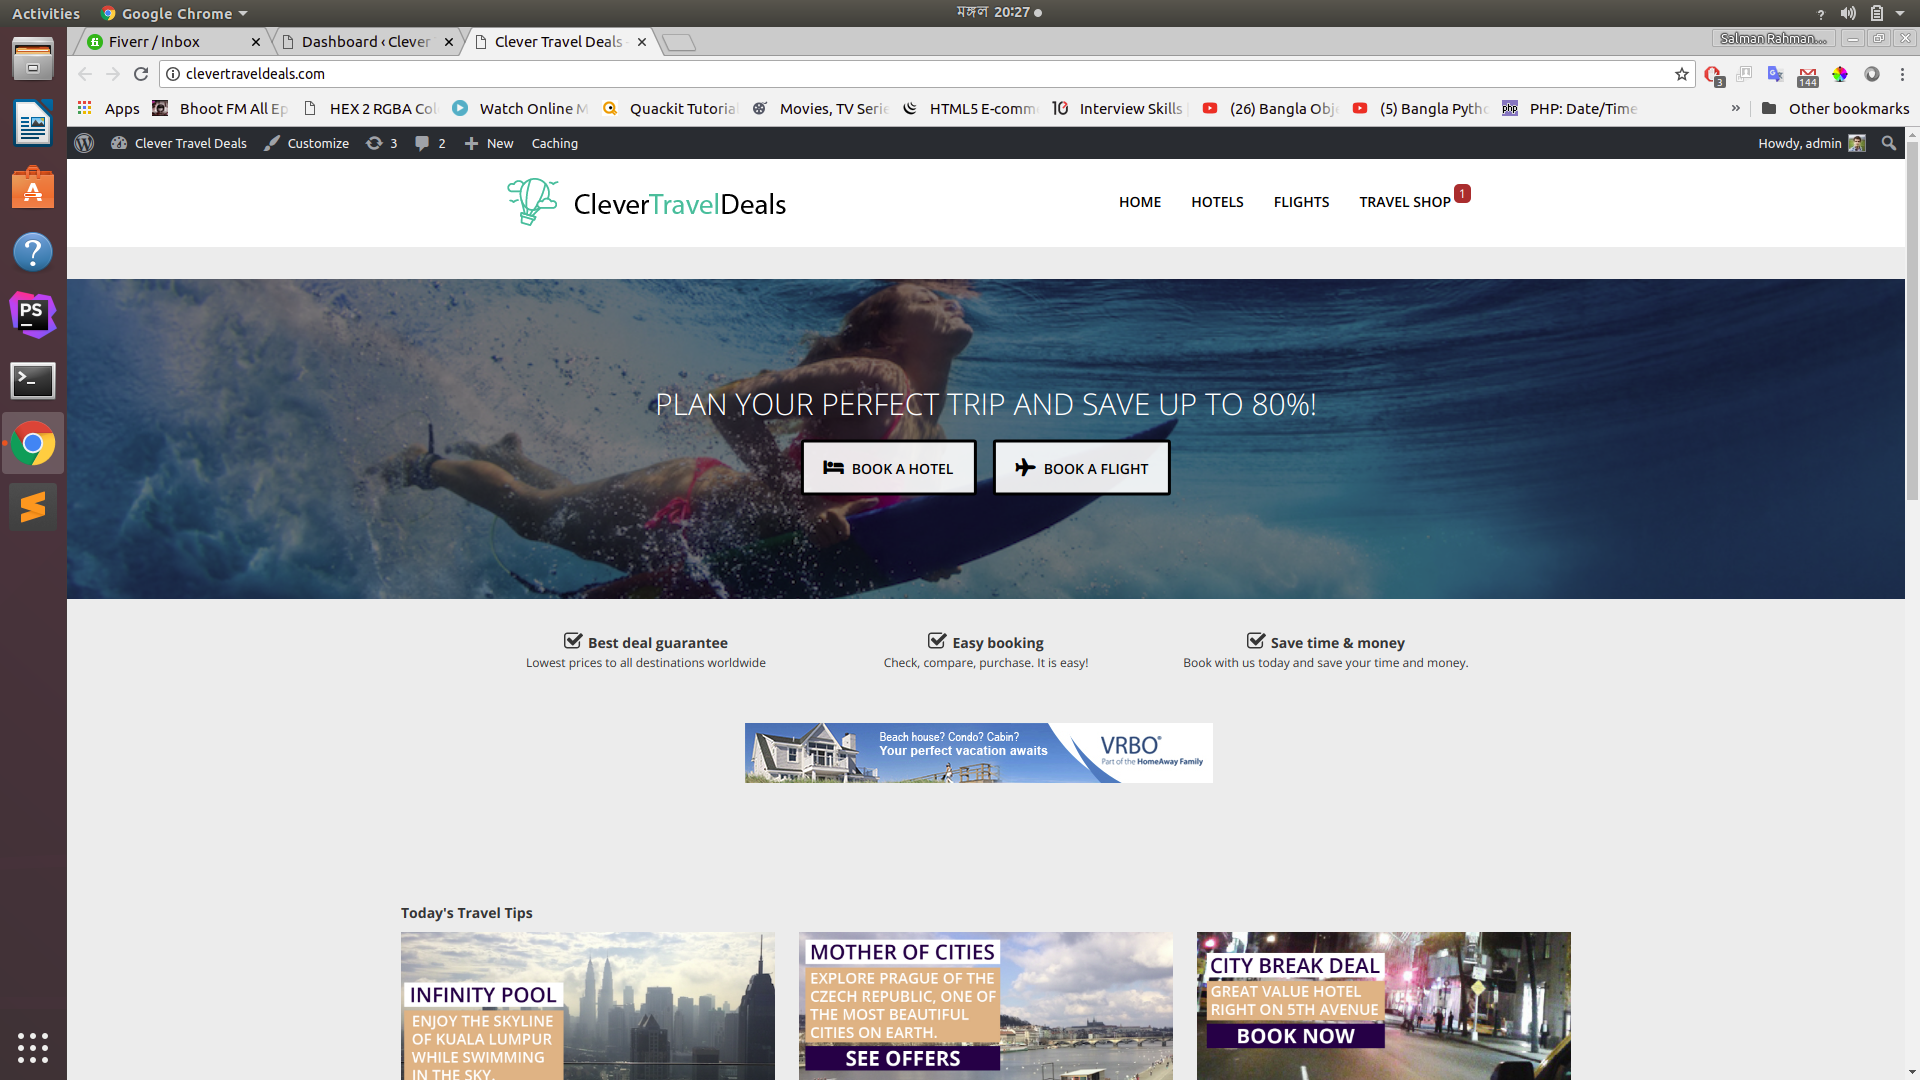 Activities
Google Chrome
মঙ্গল 20:27
Fiverr / Inbox
Dashboard ‹ Clever
Clever Travel Deals
Salman Rahman...
clevertraveldeals.com
3
144
Apps
Bhoot FM All Ep
HEX 2 RGBA Col
Watch Online M
Quackit Tutorial
Movies, TV Serie
HTML5 E-comm
Interview Skills
(26) Bangla Obj
(5) Bangla Pytho
PHP: Date/Time
»
Other bookmarks
Clever Travel Deals
Customize
3
2
New
Caching
Howdy, admin
CleverTravelDeals
HOME
HOTELS
FLIGHTS
TRAVEL SHOP
1
PLAN YOUR PERFECT TRIP AND SAVE UP TO 80%!
BOOK A HOTEL
BOOK A FLIGHT
Best deal guarantee
Lowest prices to all destinations worldwide
Easy booking
Check, compare, purchase. It is easy!
Save time & money
Book with us today and save your time and money.
Beach house? Condo? Cabin?
Your perfect vacation awaits
VRBO®
Part of the HomeAway Family
Today's Travel Tips
INFINITY POOL
ENJOY THE SKYLINE
OF KUALA LUMPUR
WHILE SWIMMING
IN THE SKY.
MOTHER OF CITIES
EXPLORE PRAGUE OF THE
CZECH REPUBLIC, ONE OF
THE MOST BEAUTIFUL
CITIES ON EARTH.
SEE OFFERS
CITY BREAK DEAL
GREAT VALUE HOTEL
RIGHT ON 5TH AVENUE
BOOK NOW